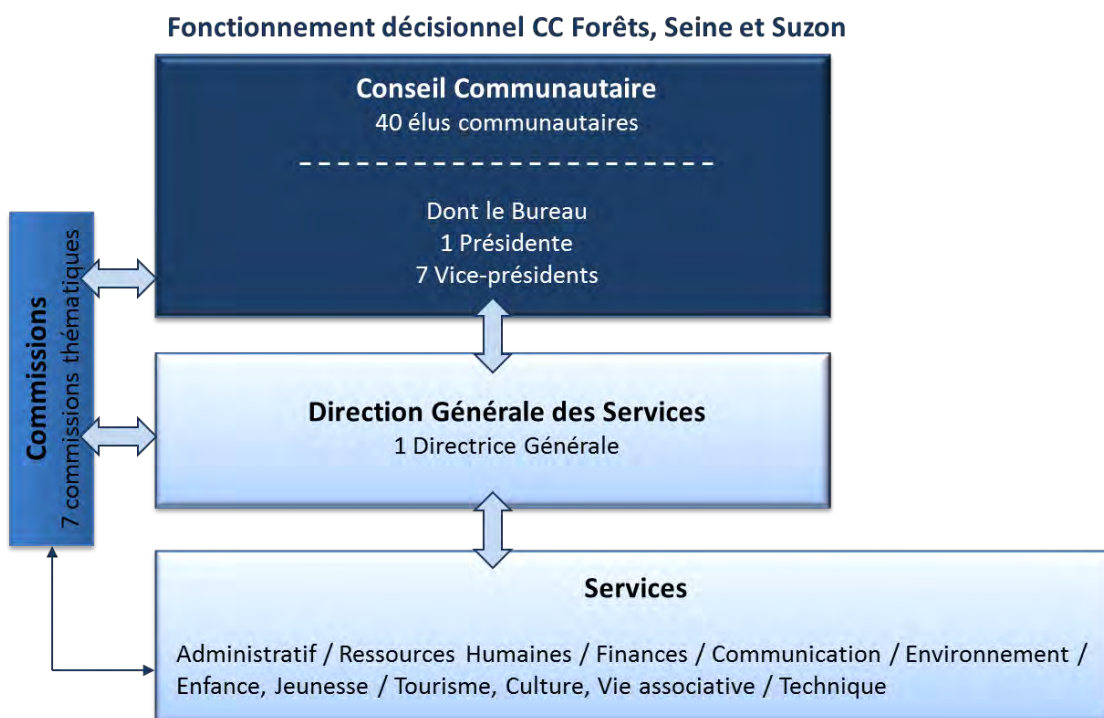 Fonctionnement décisionnel CC Forêts, Seine et Suzon
Conseil Communautaire
40 élus communautaires
Dont le Bureau
1 Présidente
7 Vice-présidents
Commissions
7 commissions thématiques
Direction Générale des Services
1 Directrice Générale
Services
Administratif / Ressources Humaines / Finances / Communication / Environnement /
Enfance, Jeunesse / Tourisme, Culture, Vie associative / Technique